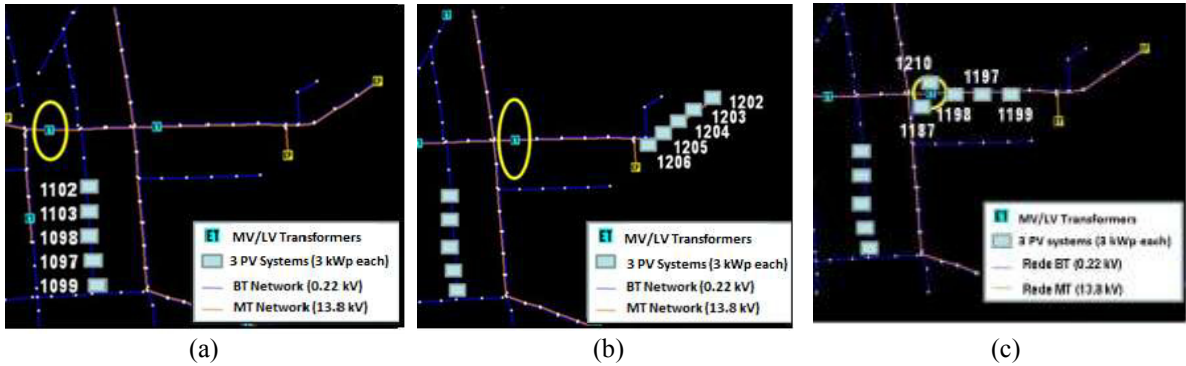 1102
1103
1098
1097
1099
ET MV/LV Transformers
3 PV Systems (3 kWp each)
BT Network (0.22 kV)
MT Network (13.8 kV)
(a)
1202
1203
1204
1205
1206
ET MV/LV Transformers
3 PV Systems (3 kWp each)
BT Network (0.22 kV)
MT Network (13.8 kV)
(b)
1210
1197
1198
1199
1187
ET MV/LV Transformers
3 PV systems (3 kWp each)
Rede BT (0.22 kV)
Rede MT (13.8 kV)
(c)